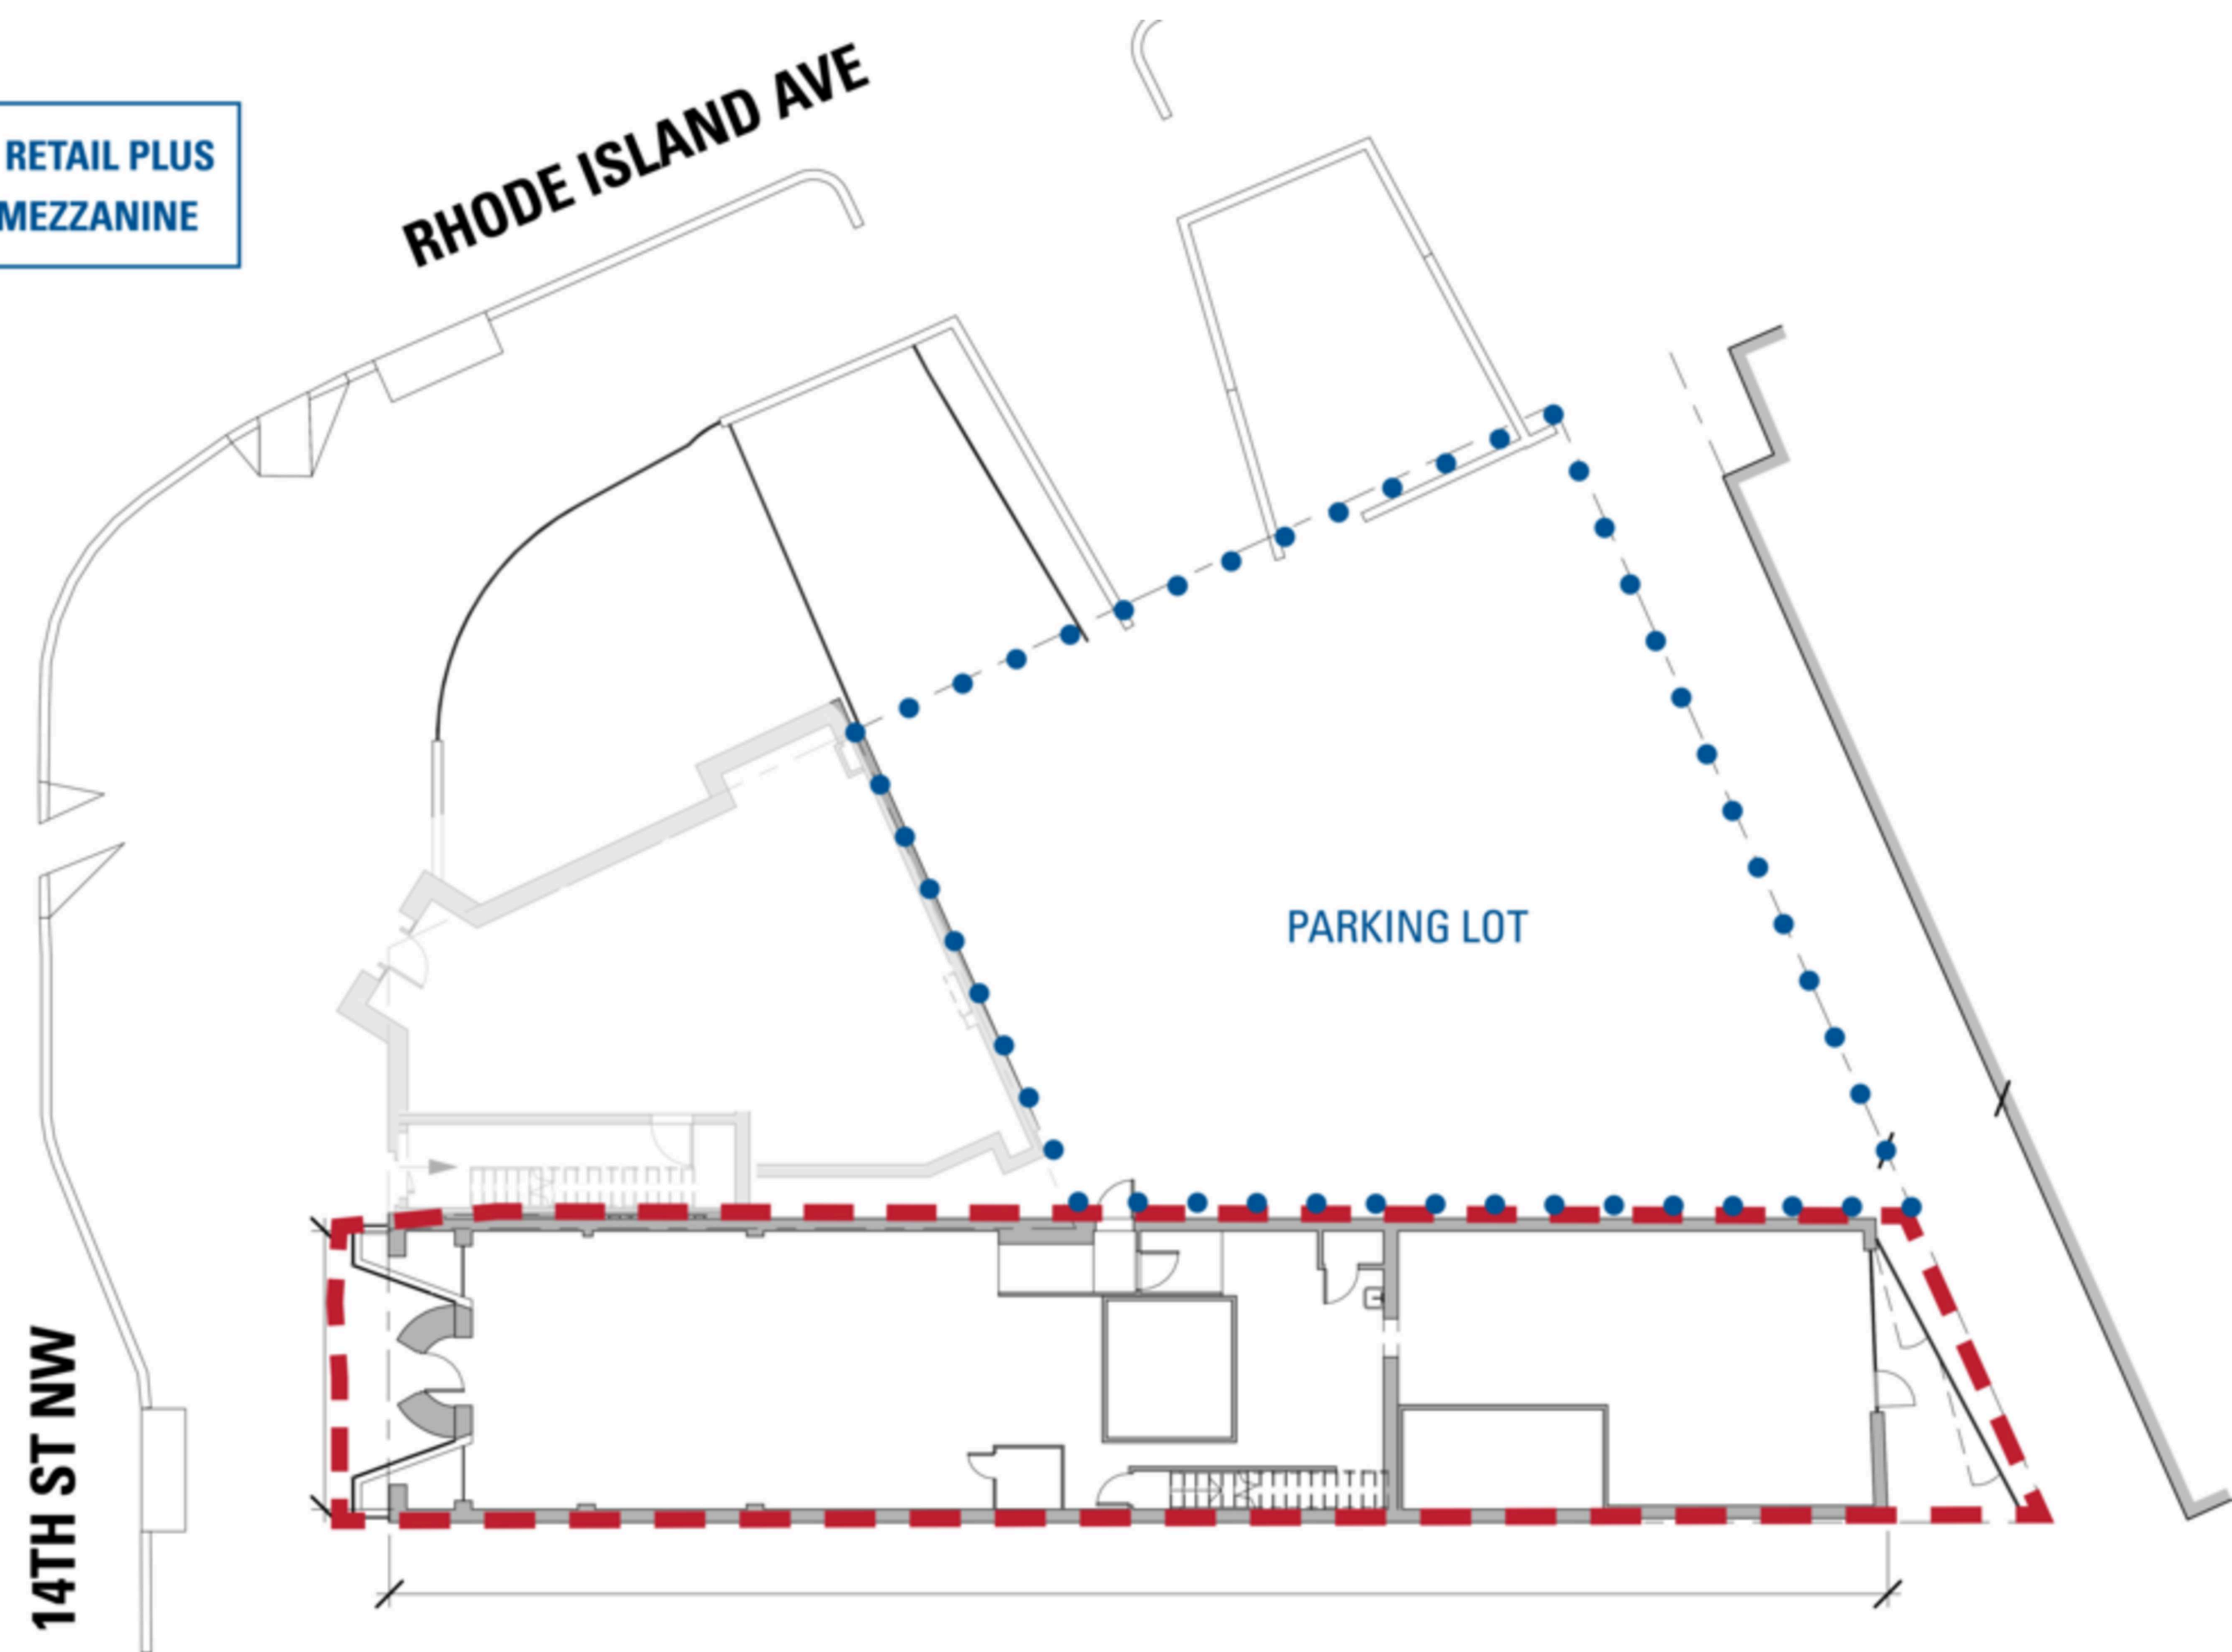 RETAIL PLUS
MEZZANINE
RHODE ISLAND AVE
PARKING LOT
14TH ST NW